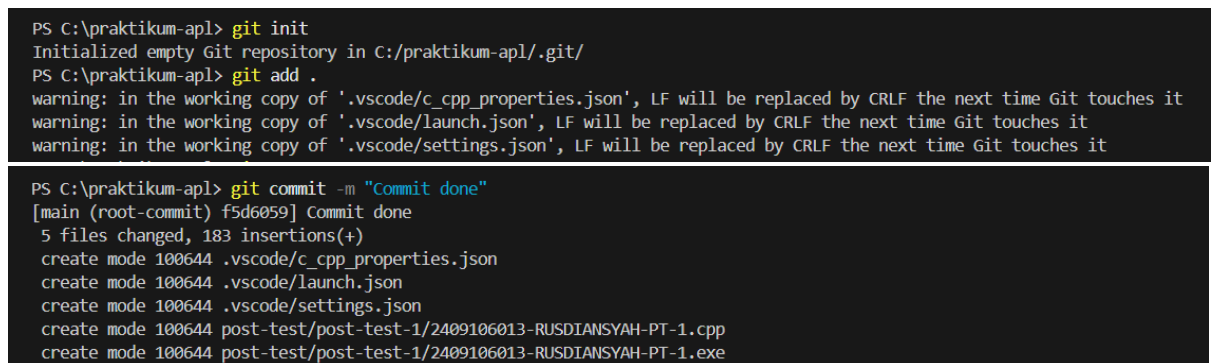 PS C:\praktikum-apl> git init
Initialized empty Git repository in C:/praktikum-apl/.git/
PS C:\praktikum-apl> git add .
warning: in the working copy of '.vscode/c_cpp_properties.json', LF will be replaced by CRLF the next time Git touches it
warning: in the working copy of '.vscode/launch.json', LF will be replaced by CRLF the next time Git touches it
warning: in the working copy of '.vscode/settings.json', LF will be replaced by CRLF the next time Git touches it
PS C:\praktikum-apl> git commit -m "Commit done"
[main (root-commit) f5d6059] Commit done
 5 files changed, 183 insertions(+)
 create mode 100644 .vscode/c_cpp_properties.json
 create mode 100644 .vscode/launch.json
 create mode 100644 .vscode/settings.json
 create mode 100644 post-test/post-test-1/2409106013-RUSDIANSYAH-PT-1.cpp
 create mode 100644 post-test/post-test-1/2409106013-RUSDIANSYAH-PT-1.exe